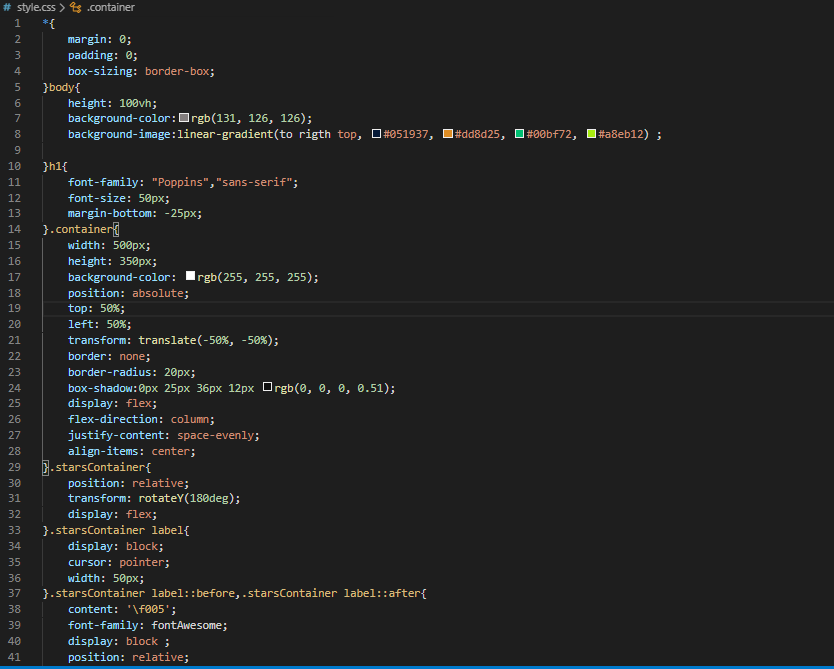 # style.css > .container
1 *{
2     margin: 0;
3     padding: 0;
4     box-sizing: border-box;
5 }body{
6     height: 100vh;
7     background-color: rgb(131, 126, 126);
8     background-image:linear-gradient(to rigth top, #051937, #dd8d25, #00bf72, #a8eb12) ;
9
10 }h1{
11     font-family: "Poppins","sans-serif";
12     font-size: 50px;
13     margin-bottom: -25px;
14 }.container{
15     width: 500px;
16     height: 350px;
17     background-color: rgb(255, 255, 255);
18     position: absolute;
19     top: 50%;
20     left: 50%;
21     transform: translate(-50%, -50%);
22     border: none;
23     border-radius: 20px;
24     box-shadow:0px 25px 36px 12px rgb(0, 0, 0, 0.51);
25     display: flex;
26     flex-direction: column;
27     justify-content: space-evenly;
28     align-items: center;
29 }.starsContainer{
30     position: relative;
31     transform: rotateY(180deg);
32     display: flex;
33 }.starsContainer label{
34     display: block;
35     cursor: pointer;
36     width: 50px;
37 }.starsContainer label::before,.starsContainer label::after{
38     content: '\f005';
39     font-family: fontAwesome;
40     display: block ;
41     position: relative;